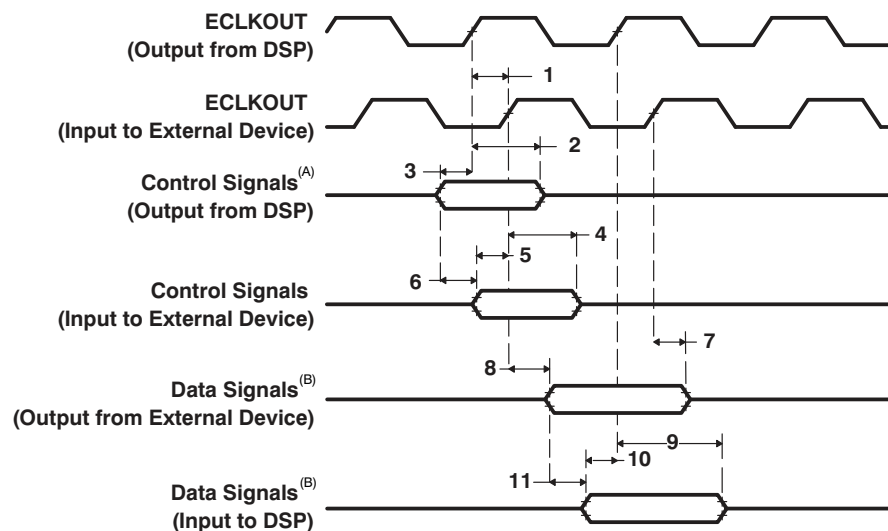 ECLKOUT
(Output from DSP)
1
ECLKOUT
(Input to External Device)
2
3
Control Signals(A)
(Output from DSP)
4
5
6
Control Signals
(Input to External Device)
7
8
Data Signals(B)
(Output from External Device)
9
10
11
Data Signals(B)
(Input to DSP)